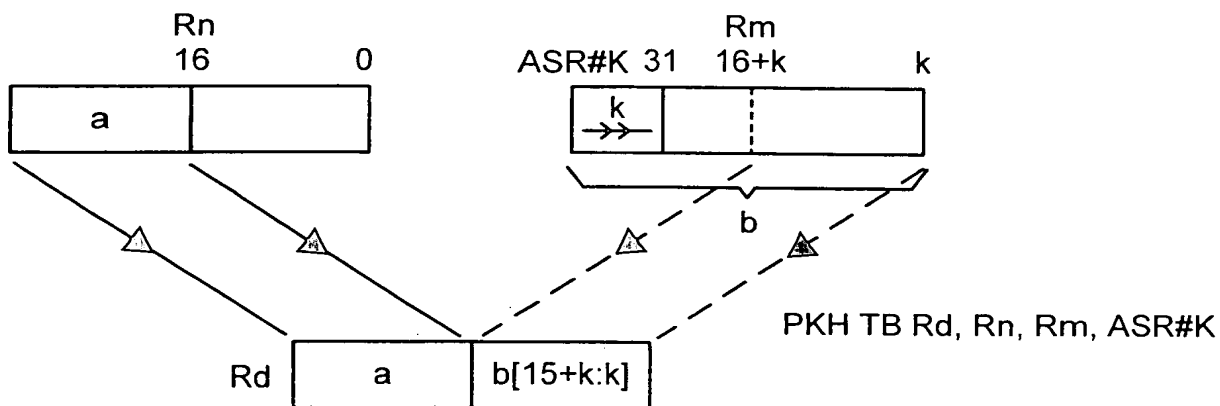 Rn
16 0
a
Rm
ASR#K 31 16+k k
k
b
PKH TB Rd, Rn, Rm, ASR#K
Rd a b[15+k:k]